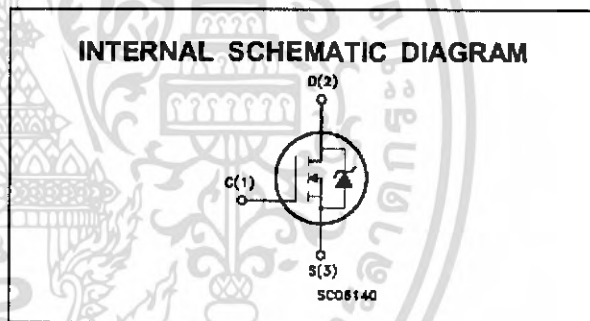 INTERNAL SCHEMATIC DIAGRAM
D(2)
G(1)
S(3)
SC06140